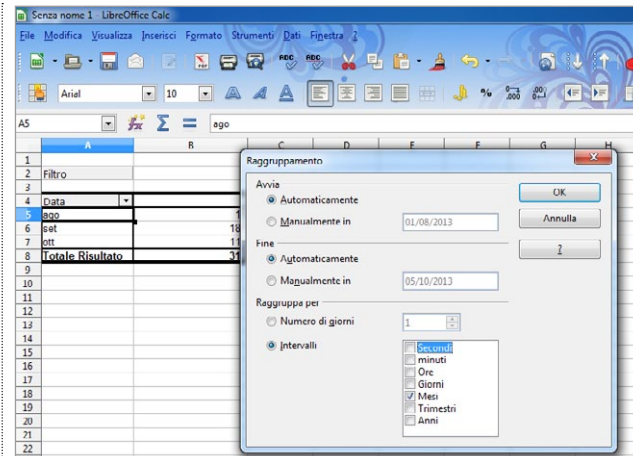 Senza nome 1 - LibreOffice Calc
File Modifica Visualizza Inserisci Formato Strumenti Dati Finestra ?
Arial 10
A5 ago
A B C D E F G H
1
2 Filtro
3
4 Data
5 ago 1
6 set 18
7 ott 11
8 Totale Risultato 31
9
10
11
12
13
14
15
16
17
18
19
20
21
22
Raggruppamento
Avvia
Automaticamente
Manualmente in 01/08/2013
Fine
Automaticamente
Manualmente in 05/10/2013
Raggruppa per
Numero di giorni 1
Intervalli
Secondi
minuti
Ore
Giorni
Mesi
Trimestri
Anni
OK
Annulla
?